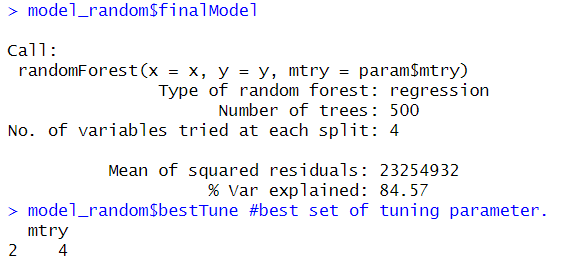 > model_random$finalModel
Call:
randomForest(x = x, y = y, mtry = param$mtry)
Type of random forest: regression
Number of trees: 500
No. of variables tried at each split: 4
Mean of squared residuals: 23254932
% Var explained: 84.57
> model_random$bestTune #best set of tuning parameter.
mtry
2 4